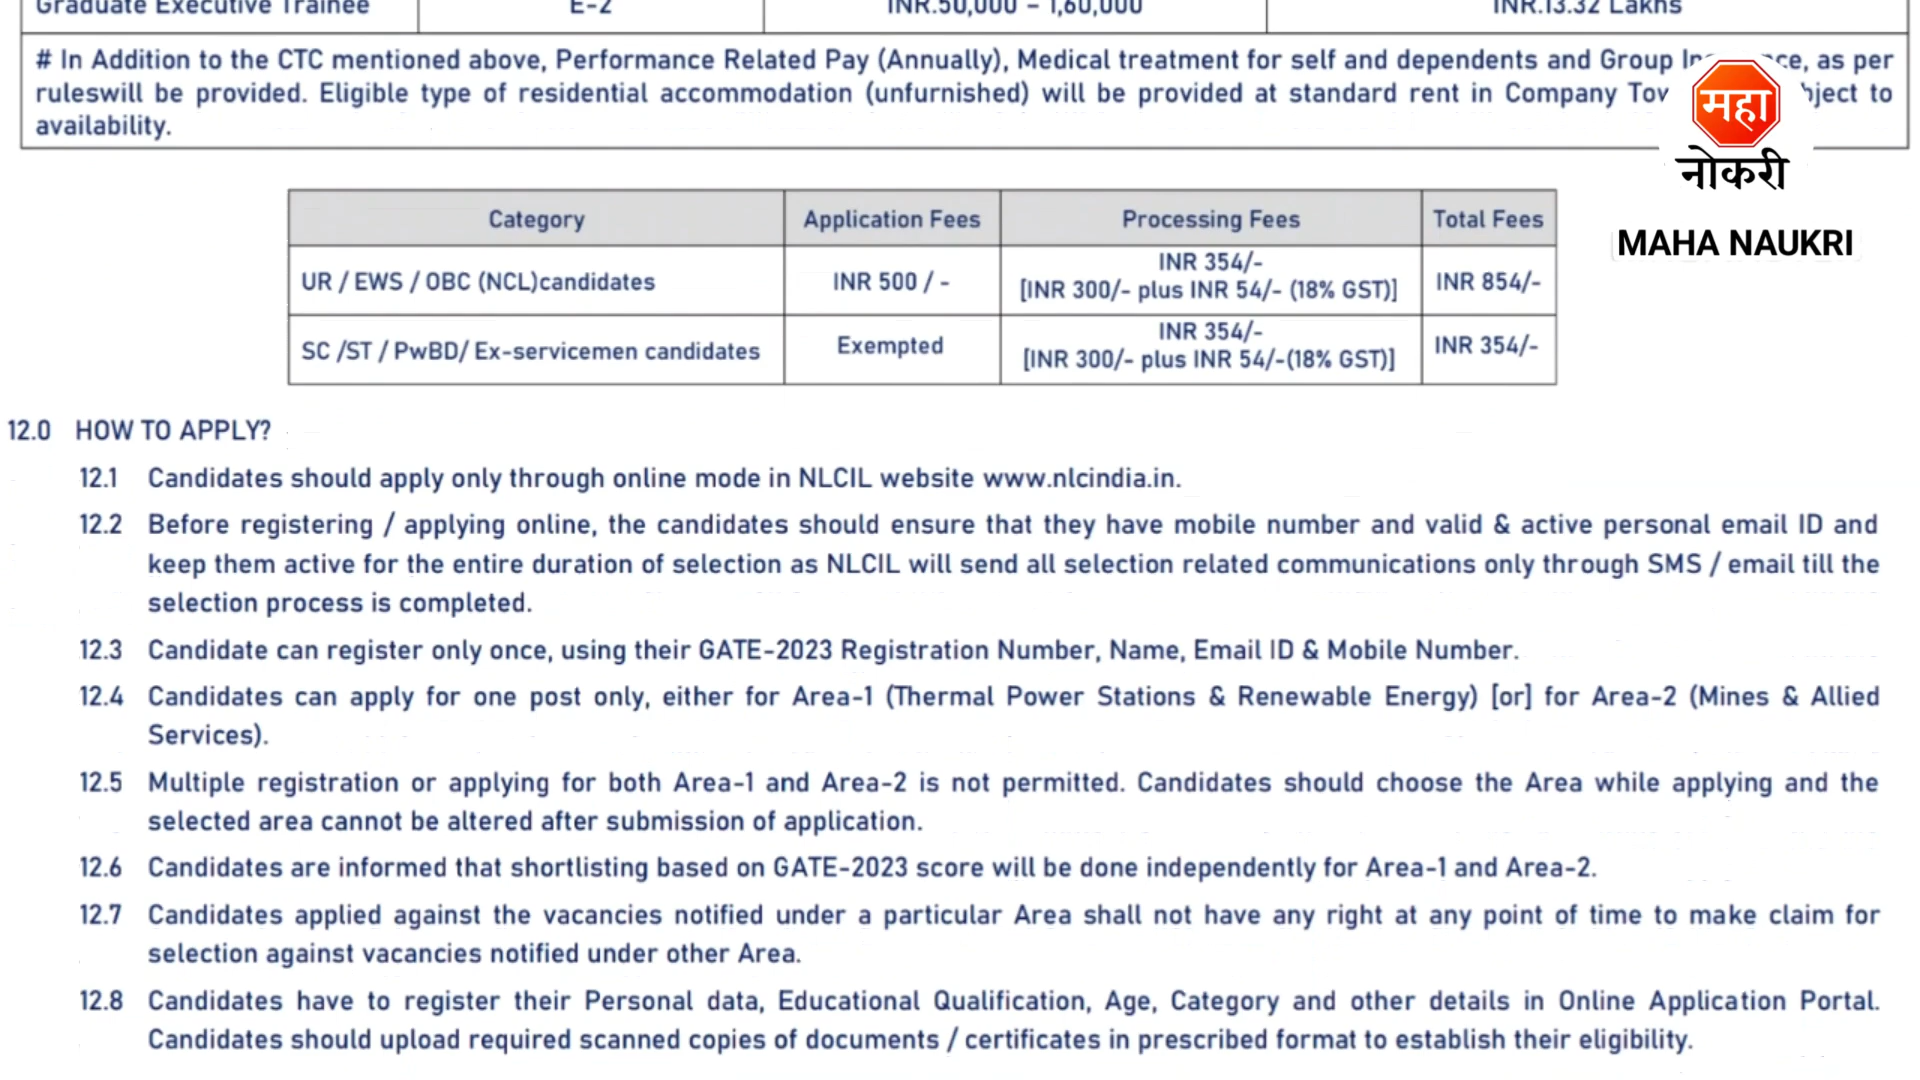 Graduate Executive Trainee E-2 INR.50,000 – 1,60,000 INR.13.32 Lakhs
# In Addition to the CTC mentioned above, Performance Related Pay (Annually), Medical treatment for self and dependents and Group as per
ruleswill be provided. Eligible type of residential accommodation (unfurnished) will be provided at standard rent in Company to
availability.
महा
नोकरी
MAHA NAUKRI
Category Application Fees Processing Fees Total Fees
UR / EWS / OBC (NCL)candidates INR 500 / - INR 354/- INR 854/-
[INR 300/- plus INR 54/- (18% GST)]
SC /ST / PwBD/ Ex-servicemen candidates Exempted INR 354/- INR 354/-
[INR 300/- plus INR 54/-(18% GST)]
12.0 HOW TO APPLY?
12.1 Candidates should apply only through online mode in NLCIL website www.nlcindia.in.
12.2 Before registering / applying online, the candidates should ensure that they have mobile number and valid & active personal email ID and
keep them active for the entire duration of selection as NLCIL will send all selection related communications only through SMS / email till the
selection process is completed.
12.3 Candidate can register only once, using their GATE-2023 Registration Number, Name, Email ID & Mobile Number.
12.4 Candidates can apply for one post only, either for Area-1 (Thermal Power Stations & Renewable Energy) [or] for Area-2 (Mines & Allied
Services).
12.5 Multiple registration or applying for both Area-1 and Area-2 is not permitted. Candidates should choose the Area while applying and the
selected area cannot be altered after submission of application.
12.6 Candidates are informed that shortlisting based on GATE-2023 score will be done independently for Area-1 and Area-2.
12.7 Candidates applied against the vacancies notified under a particular Area shall not have any right at any point of time to make claim for
selection against vacancies notified under other Area.
12.8 Candidates have to register their Personal data, Educational Qualification, Age, Category and other details in Online Application Portal.
Candidates should upload required scanned copies of documents / certificates in prescribed format to establish their eligibility.